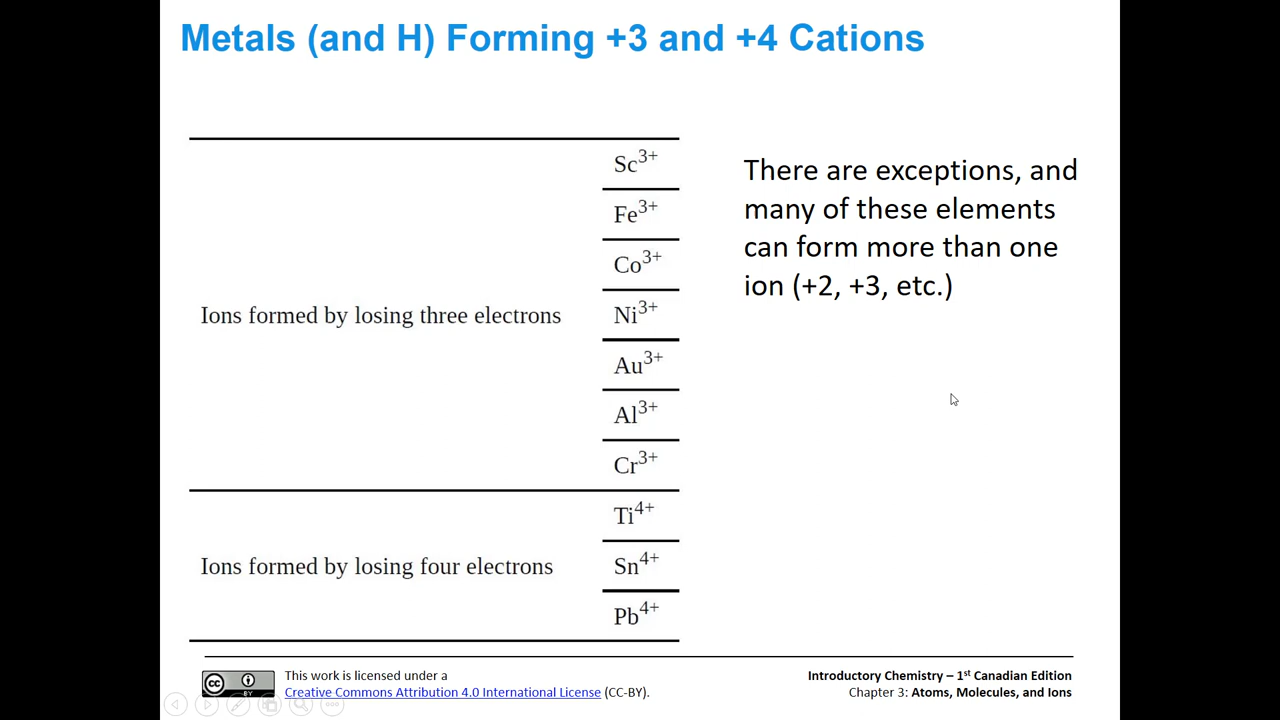 Metals (and H) Forming +3 and +4 Cations
Ions formed by losing three electrons
Sc3+
Fe3+
Co3+
Ni3+
Au3+
Al3+
Cr3+
Ions formed by losing four electrons
Ti4+
Sn4+
Pb4+
There are exceptions, and
many of these elements
can form more than one
ion (+2, +3, etc.)
cc
BY
This work is licensed under a
Creative Commons Attribution 4.0 International License (CC-BY).
Introductory Chemistry – 1st Canadian Edition
Chapter 3: Atoms, Molecules, and Ions